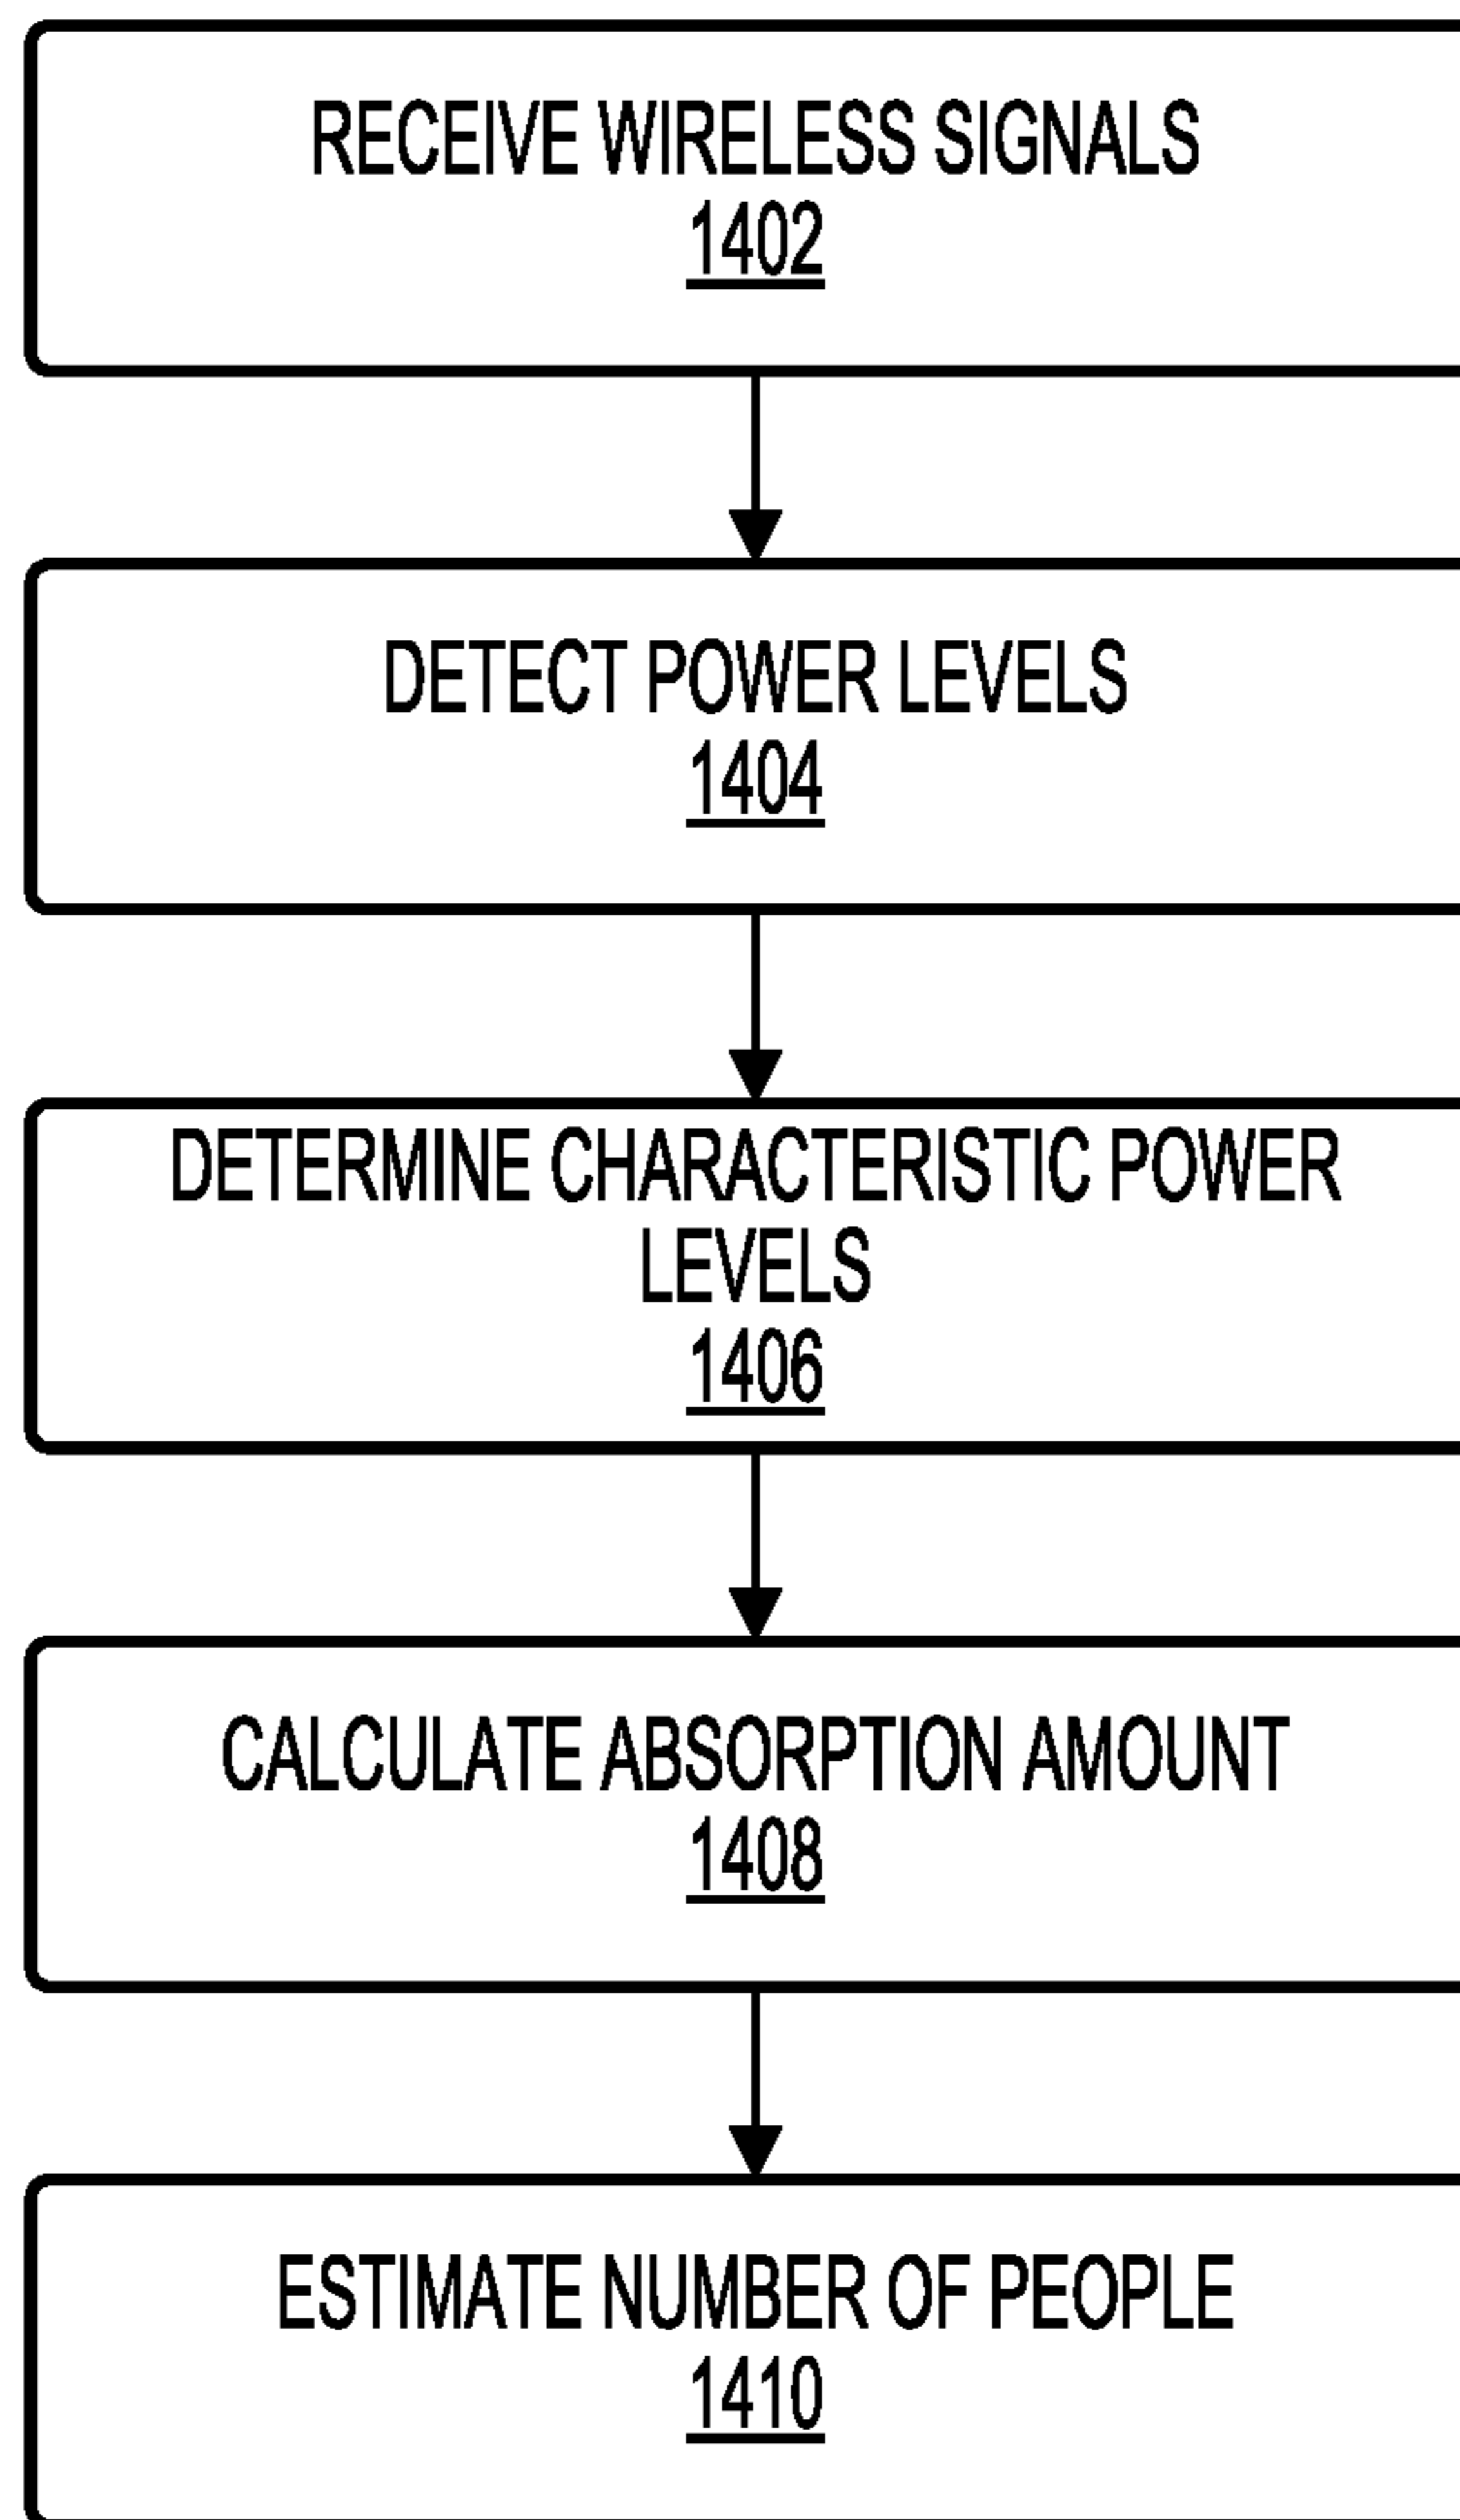 RECEIVE WIRELESS SIGNALS
1402
DETECT POWER LEVELS
1404
DETERMINE CHARACTERISTIC POWER
LEVELS
1406
CALCULATE ABSORPTION AMOUNT
1408
ESTIMATE NUMBER OF PEOPLE
1410